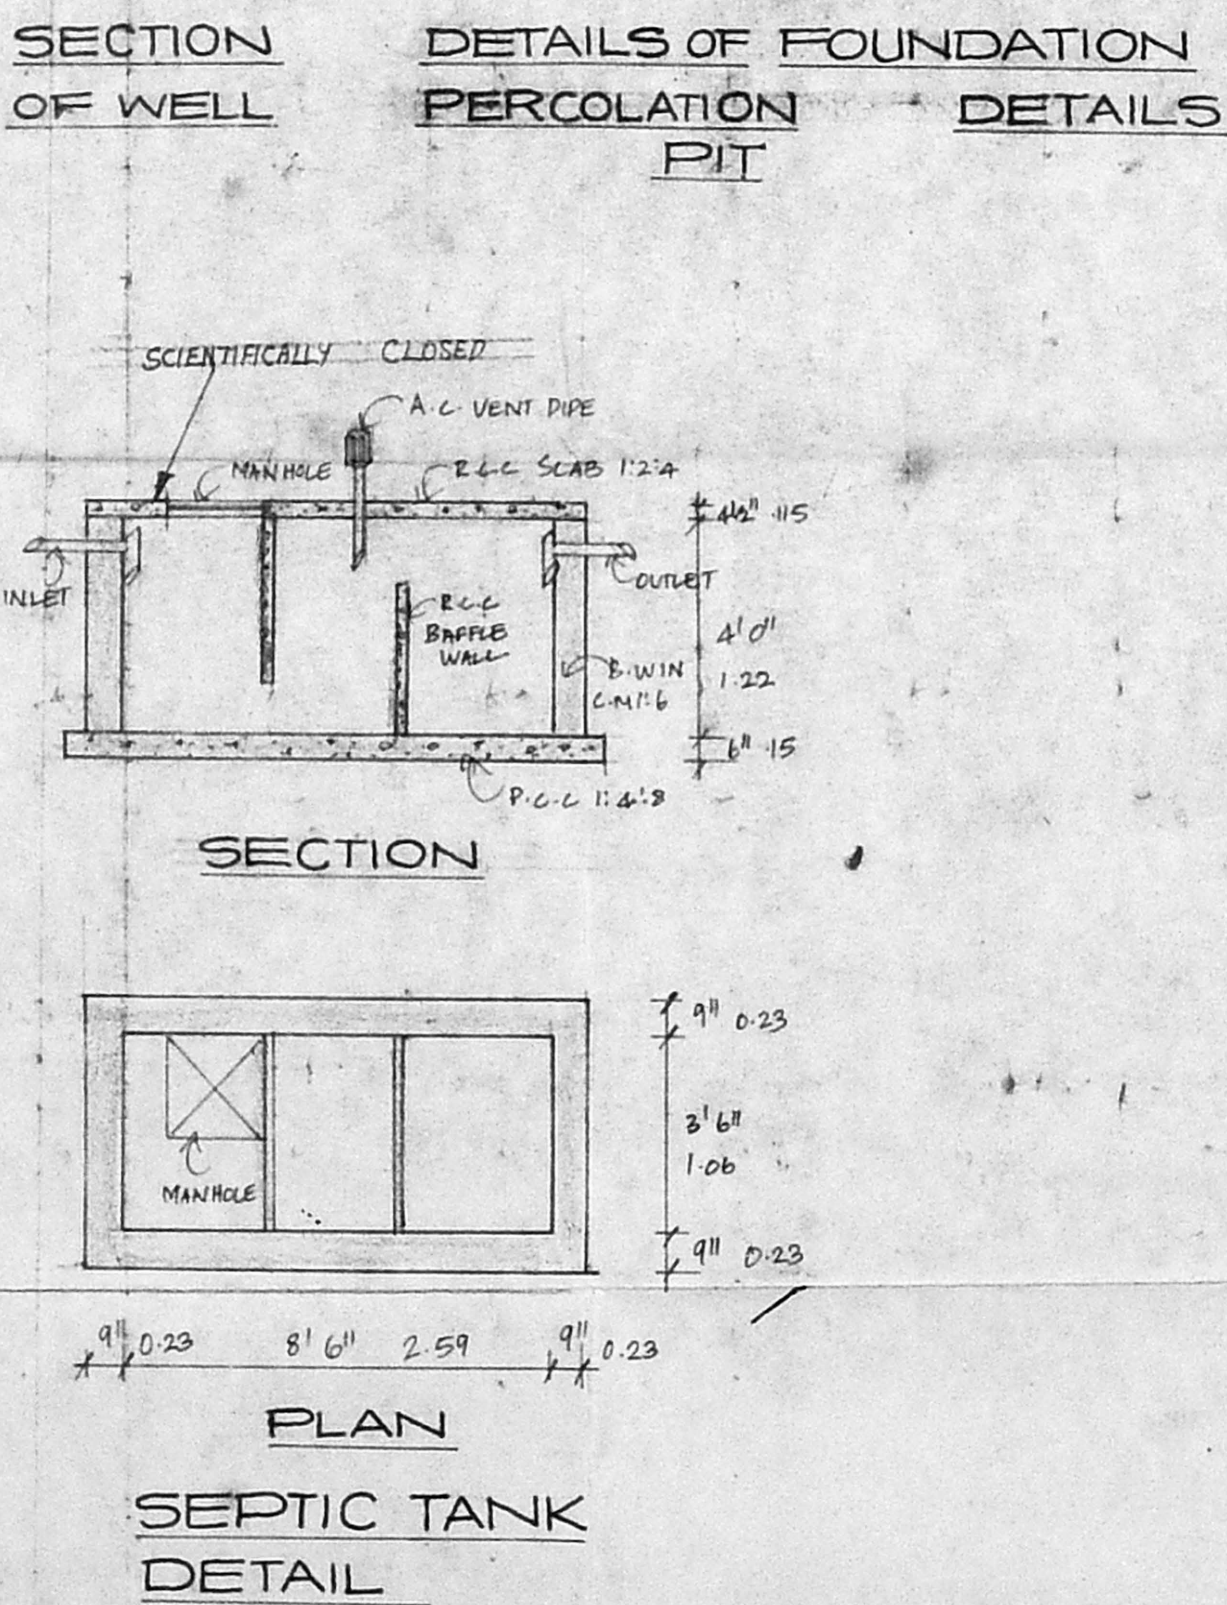 SECTION
OF WELL
DETAILS OF
PERCOLATION
PIT
FOUNDATION
DETAILS
SCIENTIFICALLY CLOSED
A.C. VENT PIPE
MANHOLE
R.C.C SLAB 1:2:4
4½" .115
INLET
OUTLET
R.C.C
BAFFLE
WALL
4' 0"
1.22
B.W IN
C.M 1:6
6" .15
P.C.C 1:4:8
SECTION
9" 0.23
3' 6"
1.06
MANHOLE
9" 0.23
9" 0.23 8' 6" 2.59 9" 0.23
PLAN
SEPTIC TANK
DETAIL